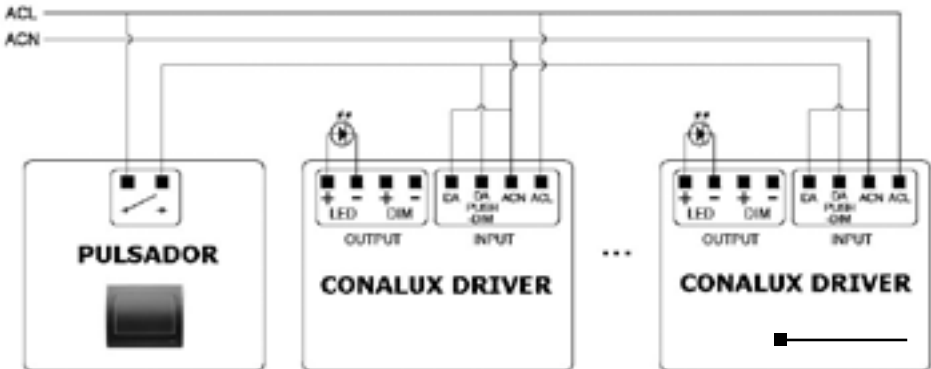 ACL
ACN
+ - + -
LED DIM
DA DA PUSH -DIM ACN ACL
OUTPUT INPUT
+ - + -
LED DIM
DA DA PUSH -DIM ACN ACL
OUTPUT INPUT
PULSADOR
CONALUX DRIVER
...
CONALUX DRIVER